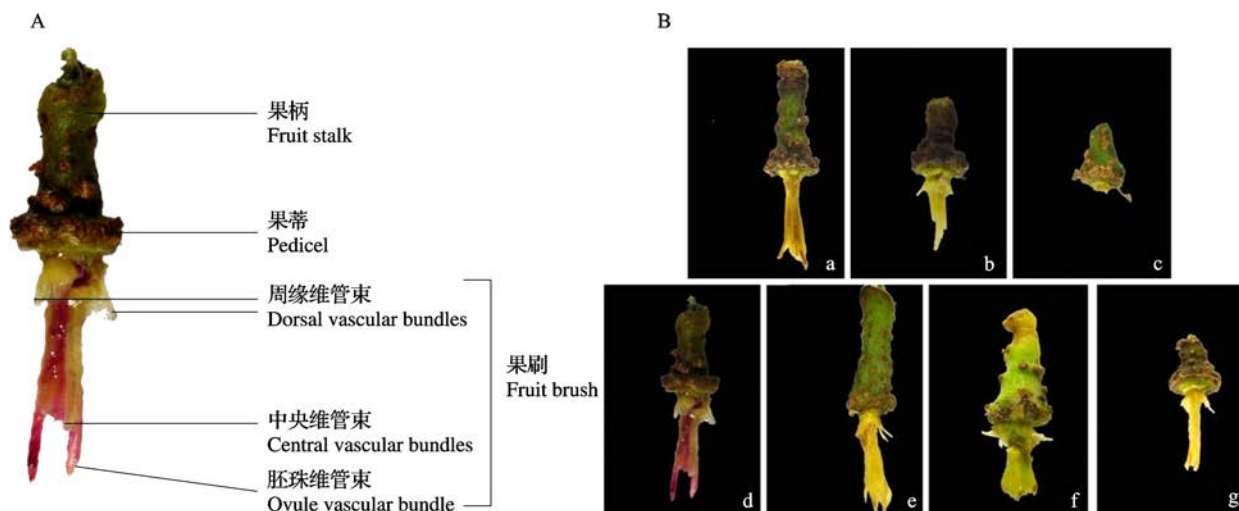 A
果柄
Fruit stalk
果蒂
Pedicel
周缘维管束
Dorsal vascular bundles
果刷
Fruit brush
中央维管束
Central vascular bundles
胚珠维管束
Ovule vascular bundle
B
a
b
c
d
e
f
g